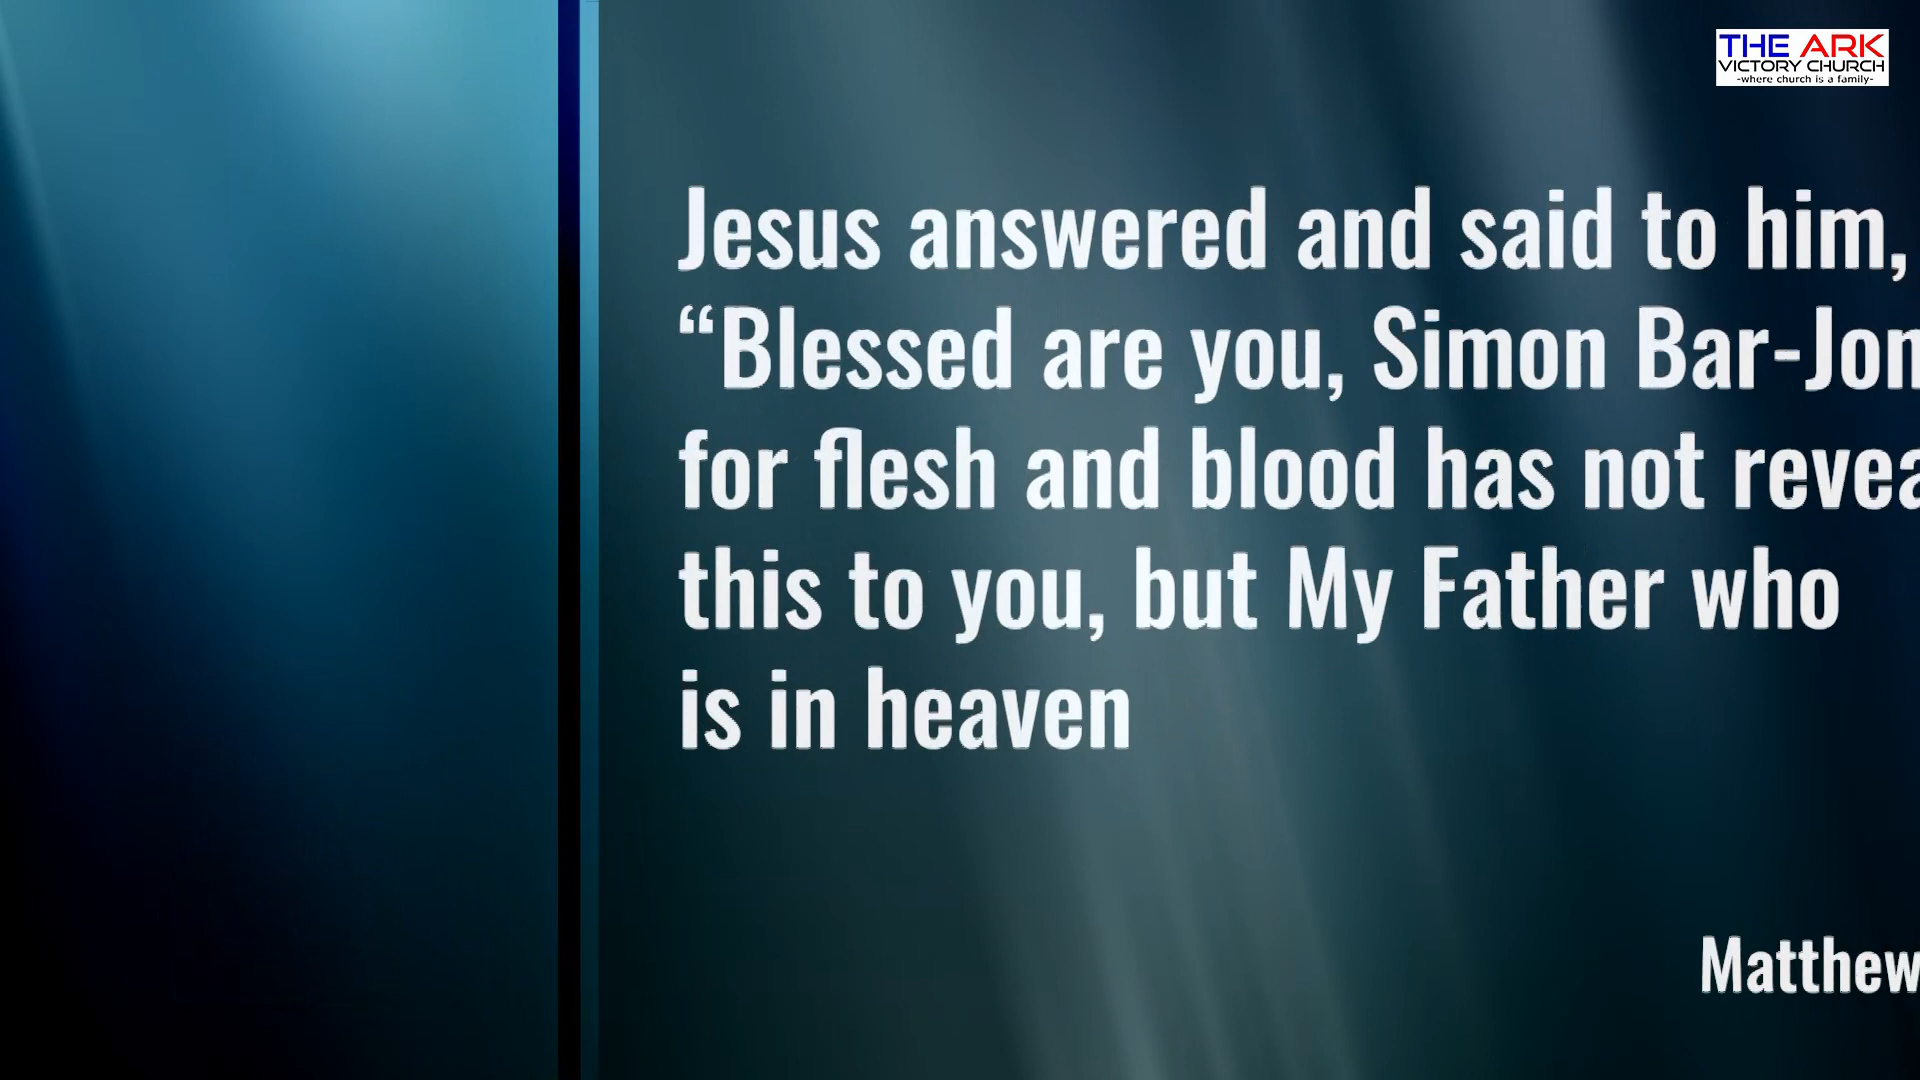 THE ARK
VICTORY CHURCH
-where church is a family-
Jesus answered and said to him,
“Blessed are you, Simon Bar-Jon
for flesh and blood has not revea
this to you, but My Father who
is in heaven
Matthew